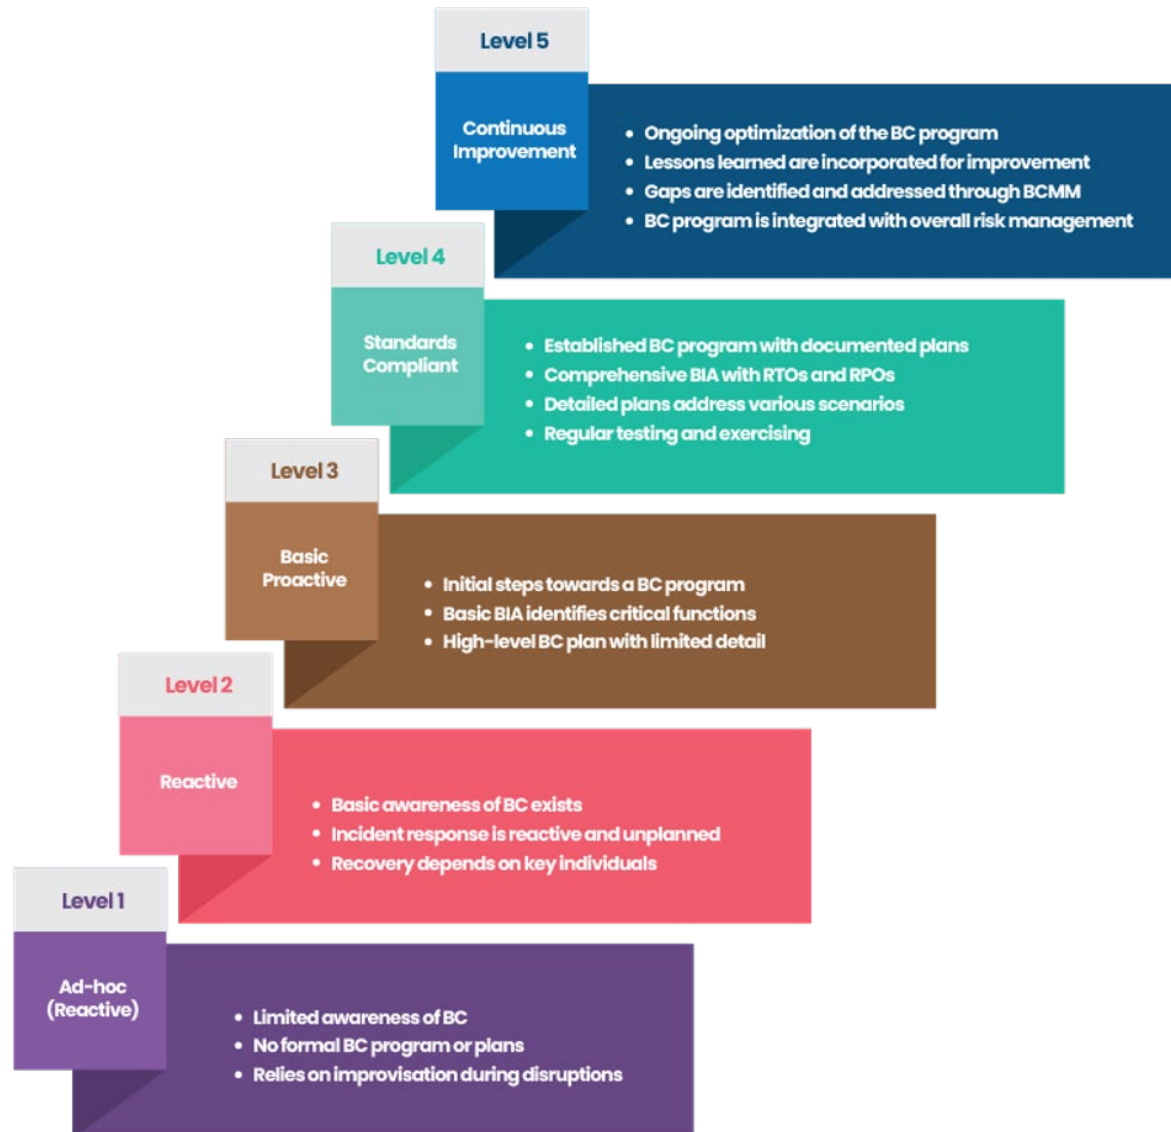 Level 5
Continuous
Improvement
• Ongoing optimization of the BC program
• Lessons learned are incorporated for improvement
• Gaps are identified and addressed through BCMM
• BC program is integrated with overall risk management
Level 4
Standards
Compliant
• Established BC program with documented plans
• Comprehensive BIA with RTOs and RPOs
• Detailed plans address various scenarios
• Regular testing and exercising
Level 3
Basic
Proactive
• Initial steps towards a BC program
• Basic BIA identifies critical functions
• High-level BC plan with limited detail
Level 2
Reactive
• Basic awareness of BC exists
• Incident response is reactive and unplanned
• Recovery depends on key individuals
Level 1
Ad-hoc
(Reactive)
• Limited awareness of BC
• No formal BC program or plans
• Relies on improvisation during disruptions